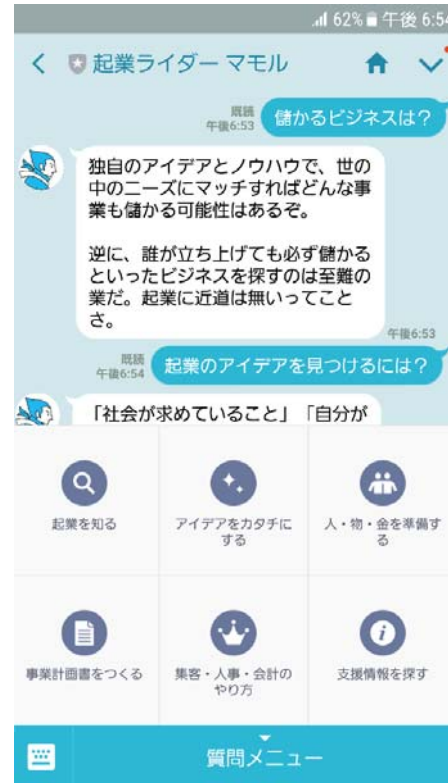 62% 午後 6:54
起業ライダー マモル
既読
午後6:53
儲かるビジネスは？
独自のアイデアとノウハウで、世の
中のニーズにマッチすればどんな事
業も儲かる可能性はあるぞ。
逆に、誰が立ち上げても必ず儲かる
といったビジネスを探すのは至難の
業だ。起業に近道は無いってこと
さ。
午後6:53
既読
午後6:54
起業のアイデアを見つけるには？
「社会が求めていること」「自分が
起業を知る
アイデアをカタチに
する
人・物・金を準備す
る
事業計画書をつくる
集客・人事・会計の
やり方
支援情報を探す
質問メニュー